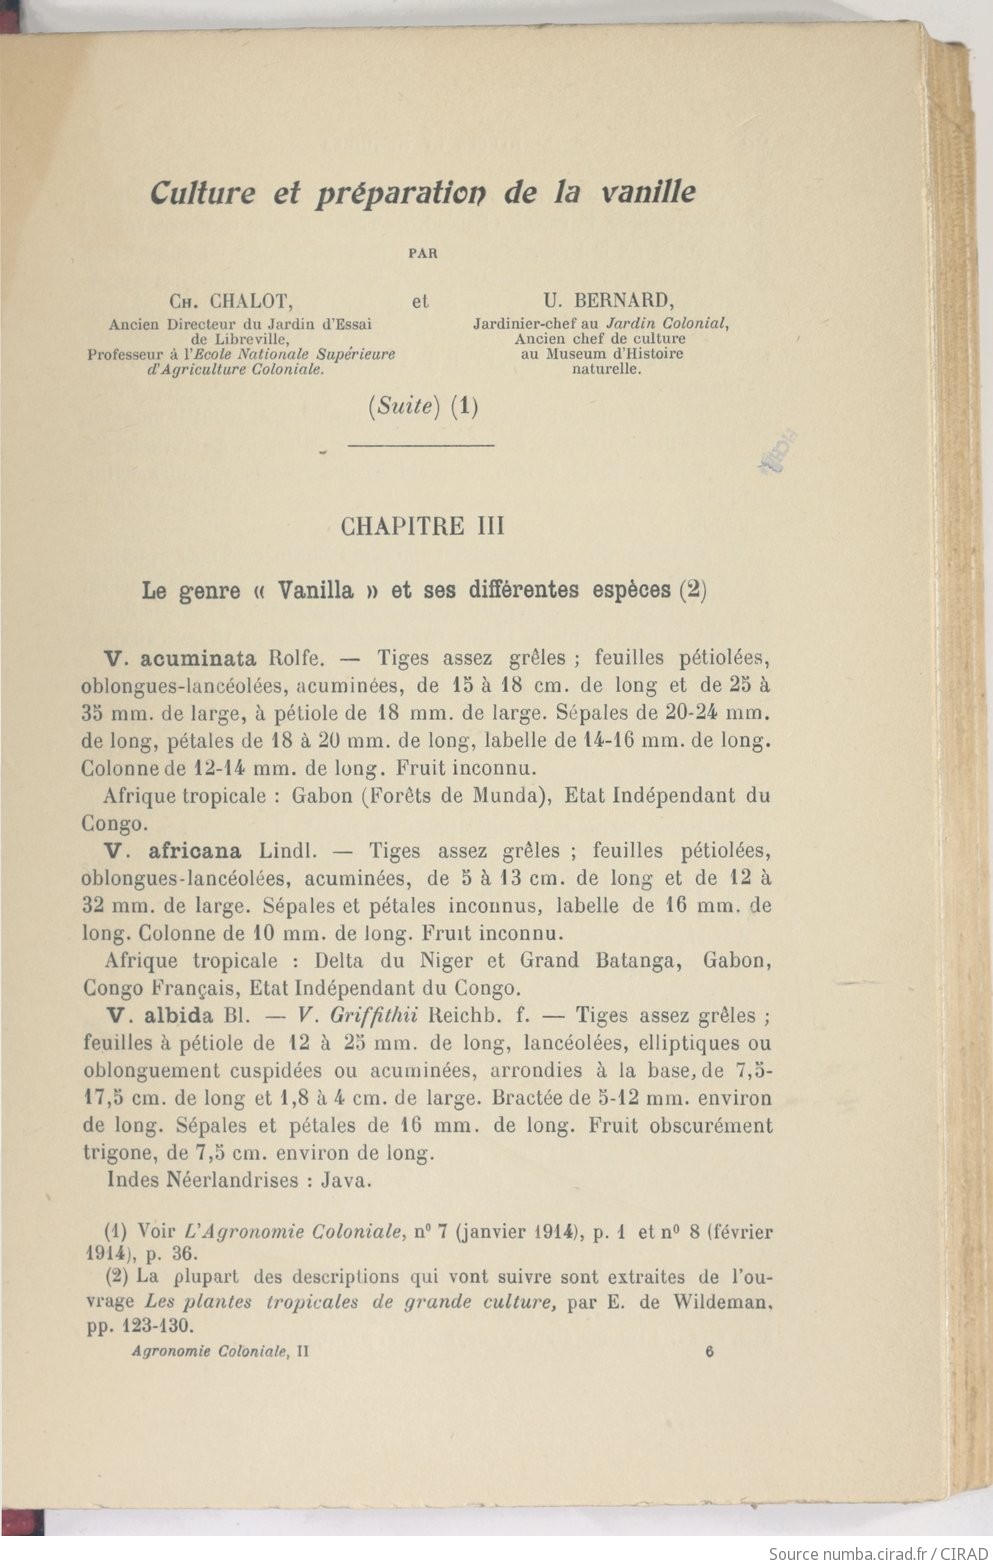 Culture et préparation de la vanille
PAR
CH. CHALOT,
Ancien Directeur du Jardin d'Essai
de Libreville,
Professeur à l'Ecole Nationale Supérieure
d'Agriculture Coloniale.
et
U. BERNARD,
Jardinier-chef au Jardin Colonial,
Ancien chef de culture
au Museum d'Histoire
naturelle.
(Suite) (1)
CHAPITRE III
Le genre « Vanilla » et ses différentes espèces (2)
V. acuminata Rolfe. — Tiges assez grêles ; feuilles pétiolées,
oblongues-lancéolées, acuminées, de 15 à 18 cm. de long et de 25 à
35 mm. de large, à pétiole de 18 mm. de large. Sépales de 20-24 mm.
de long, pétales de 18 à 20 mm. de long, labelle de 14-16 mm. de long.
Colonne de 12-14 mm. de long. Fruit inconnu.
Afrique tropicale : Gabon (Forêts de Munda), Etat Indépendant du
Congo.
V. africana Lindl. — Tiges assez grêles ; feuilles pétiolées,
oblongues-lancéolées, acuminées, de 5 à 13 cm. de long et de 12 à
32 mm. de large. Sépales et pétales inconnus, labelle de 16 mm. de
long. Colonne de 10 mm. de long. Fruit inconnu.
Afrique tropicale : Delta du Niger et Grand Batanga, Gabon,
Congo Français, Etat Indépendant du Congo.
V. albida Bl. — V. Griffithii Reichb. f. — Tiges assez grêles ;
feuilles à pétiole de 12 à 25 mm. de long, lancéolées, elliptiques ou
oblonguement cuspidées ou acuminées, arrondies à la base, de 7,5-
17,5 cm. de long et 1,8 à 4 cm. de large. Bractée de 5-12 mm. environ
de long. Sépales et pétales de 16 mm. de long. Fruit obscurément
trigone, de 7,5 cm. environ de long.
Indes Néerlandrises : Java.
(1) Voir L'Agronomie Coloniale, n° 7 (janvier 1914), p. 1 et n° 8 (février
1914), p. 36.
(2) La plupart des descriptions qui vont suivre sont extraites de l'ou-
vrage Les plantes tropicales de grande culture, par E. de Wildeman,
pp. 123-130.
Agronomie Coloniale, II 6
Source numba.cirad.fr / CIRAD